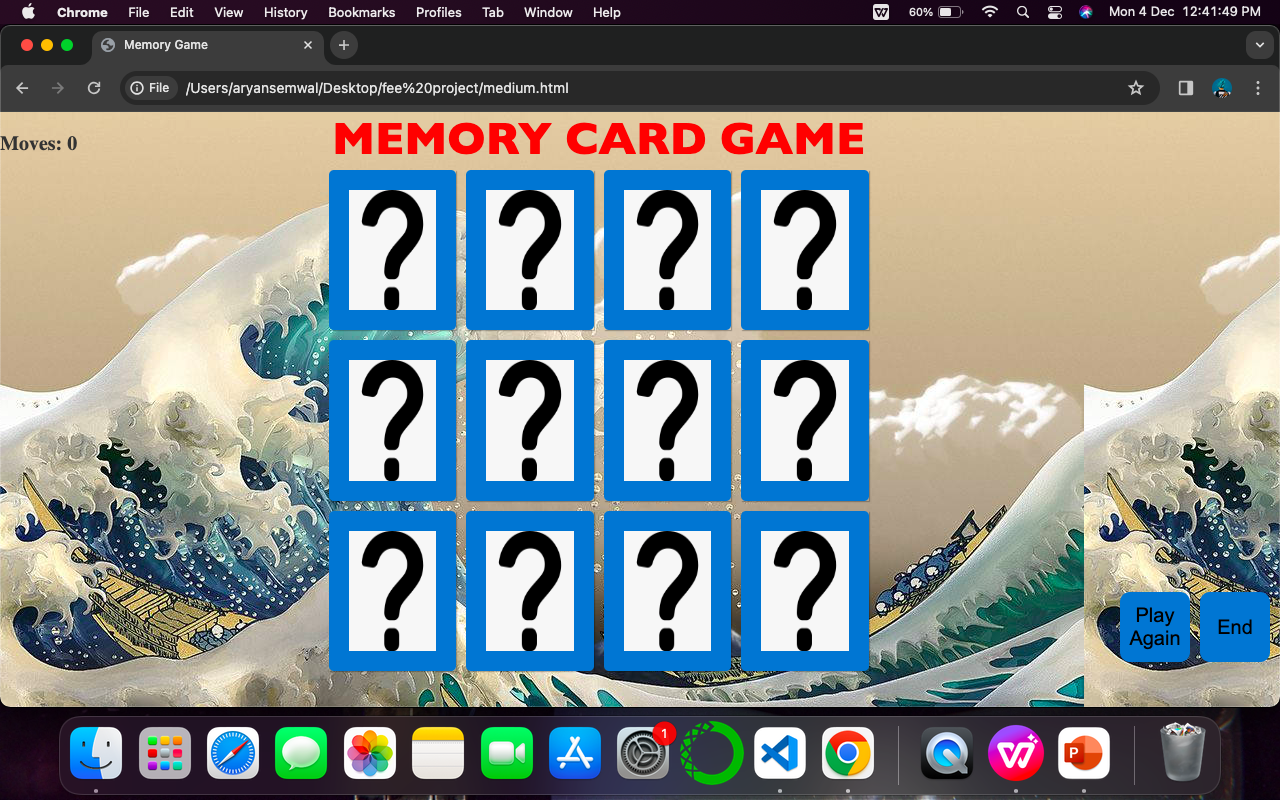 Chrome File Edit View History Bookmarks Profiles Tab Window Help W 60% Mon 4 Dec 12:41:49 PM
Memory Game
File /Users/aryansemwal/Desktop/fee%20project/medium.html
MEMORY CARD GAME
Moves: 0
? ? ? ?
? ? ? ?
? ? ? ?
Play
Again
End
1
P